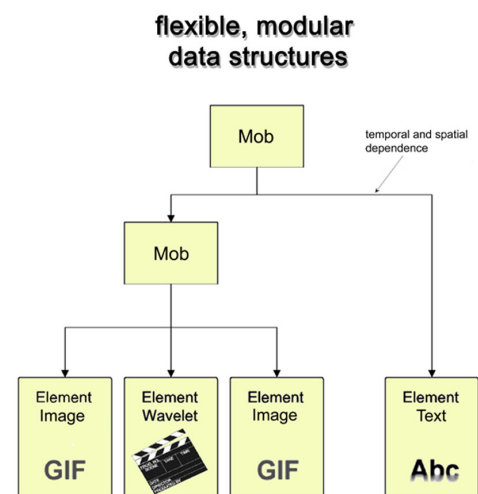 flexible, modular
data structures
Mob
temporal and spatial
dependence
Mob
Element
Image
GIF
Element
Wavelet
Element
Image
GIF
Element
Text
Abc